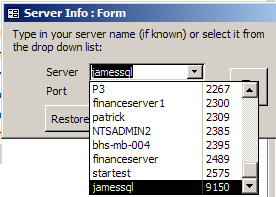 Server Info : Form
Type in your server name (if known) or select it from
the drop down list:
Server jamessql
Port
Restore
P3 2267
financeserver1 2300
patrick 2309
NTSADMIN2 2385
bhs-mb-004 2395
financeserver 2489
startest 2575
jamessql 9150